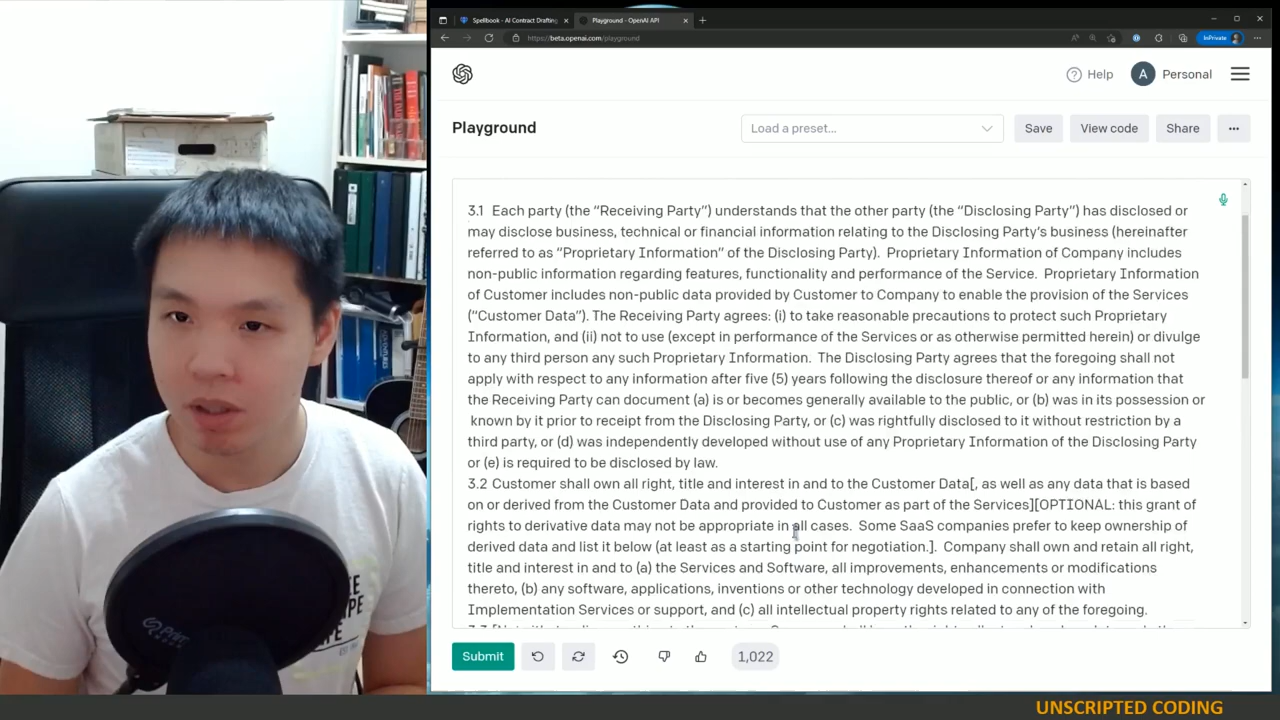 Spellbook - AI Contract Drafting
Playground - OpenAI API
https://beta.openai.com/playground
InPrivate
Help
A
Personal
Playground
Load a preset...
Save
View code
Share
3.1 Each party (the “Receiving Party”) understands that the other party (the “Disclosing Party”) has disclosed or
may disclose business, technical or financial information relating to the Disclosing Party’s business (hereinafter
referred to as “Proprietary Information” of the Disclosing Party). Proprietary Information of Company includes
non-public information regarding features, functionality and performance of the Service. Proprietary Information
of Customer includes non-public data provided by Customer to Company to enable the provision of the Services
(“Customer Data”). The Receiving Party agrees: (i) to take reasonable precautions to protect such Proprietary
Information, and (ii) not to use (except in performance of the Services or as otherwise permitted herein) or divulge
to any third person any such Proprietary Information. The Disclosing Party agrees that the foregoing shall not
apply with respect to any information after five (5) years following the disclosure thereof or any information that
the Receiving Party can document (a) is or becomes generally available to the public, or (b) was in its possession or
known by it prior to receipt from the Disclosing Party, or (c) was rightfully disclosed to it without restriction by a
third party, or (d) was independently developed without use of any Proprietary Information of the Disclosing Party
or (e) is required to be disclosed by law.
3.2 Customer shall own all right, title and interest in and to the Customer Data[, as well as any data that is based
on or derived from the Customer Data and provided to Customer as part of the Services][OPTIONAL: this grant of
rights to derivative data may not be appropriate in all cases. Some SaaS companies prefer to keep ownership of
derived data and list it below (at least as a starting point for negotiation.]. Company shall own and retain all right,
title and interest in and to (a) the Services and Software, all improvements, enhancements or modifications
thereto, (b) any software, applications, inventions or other technology developed in connection with
Implementation Services or support, and (c) all intellectual property rights related to any of the foregoing.
Submit
1,022
UNSCRIPTED CODING